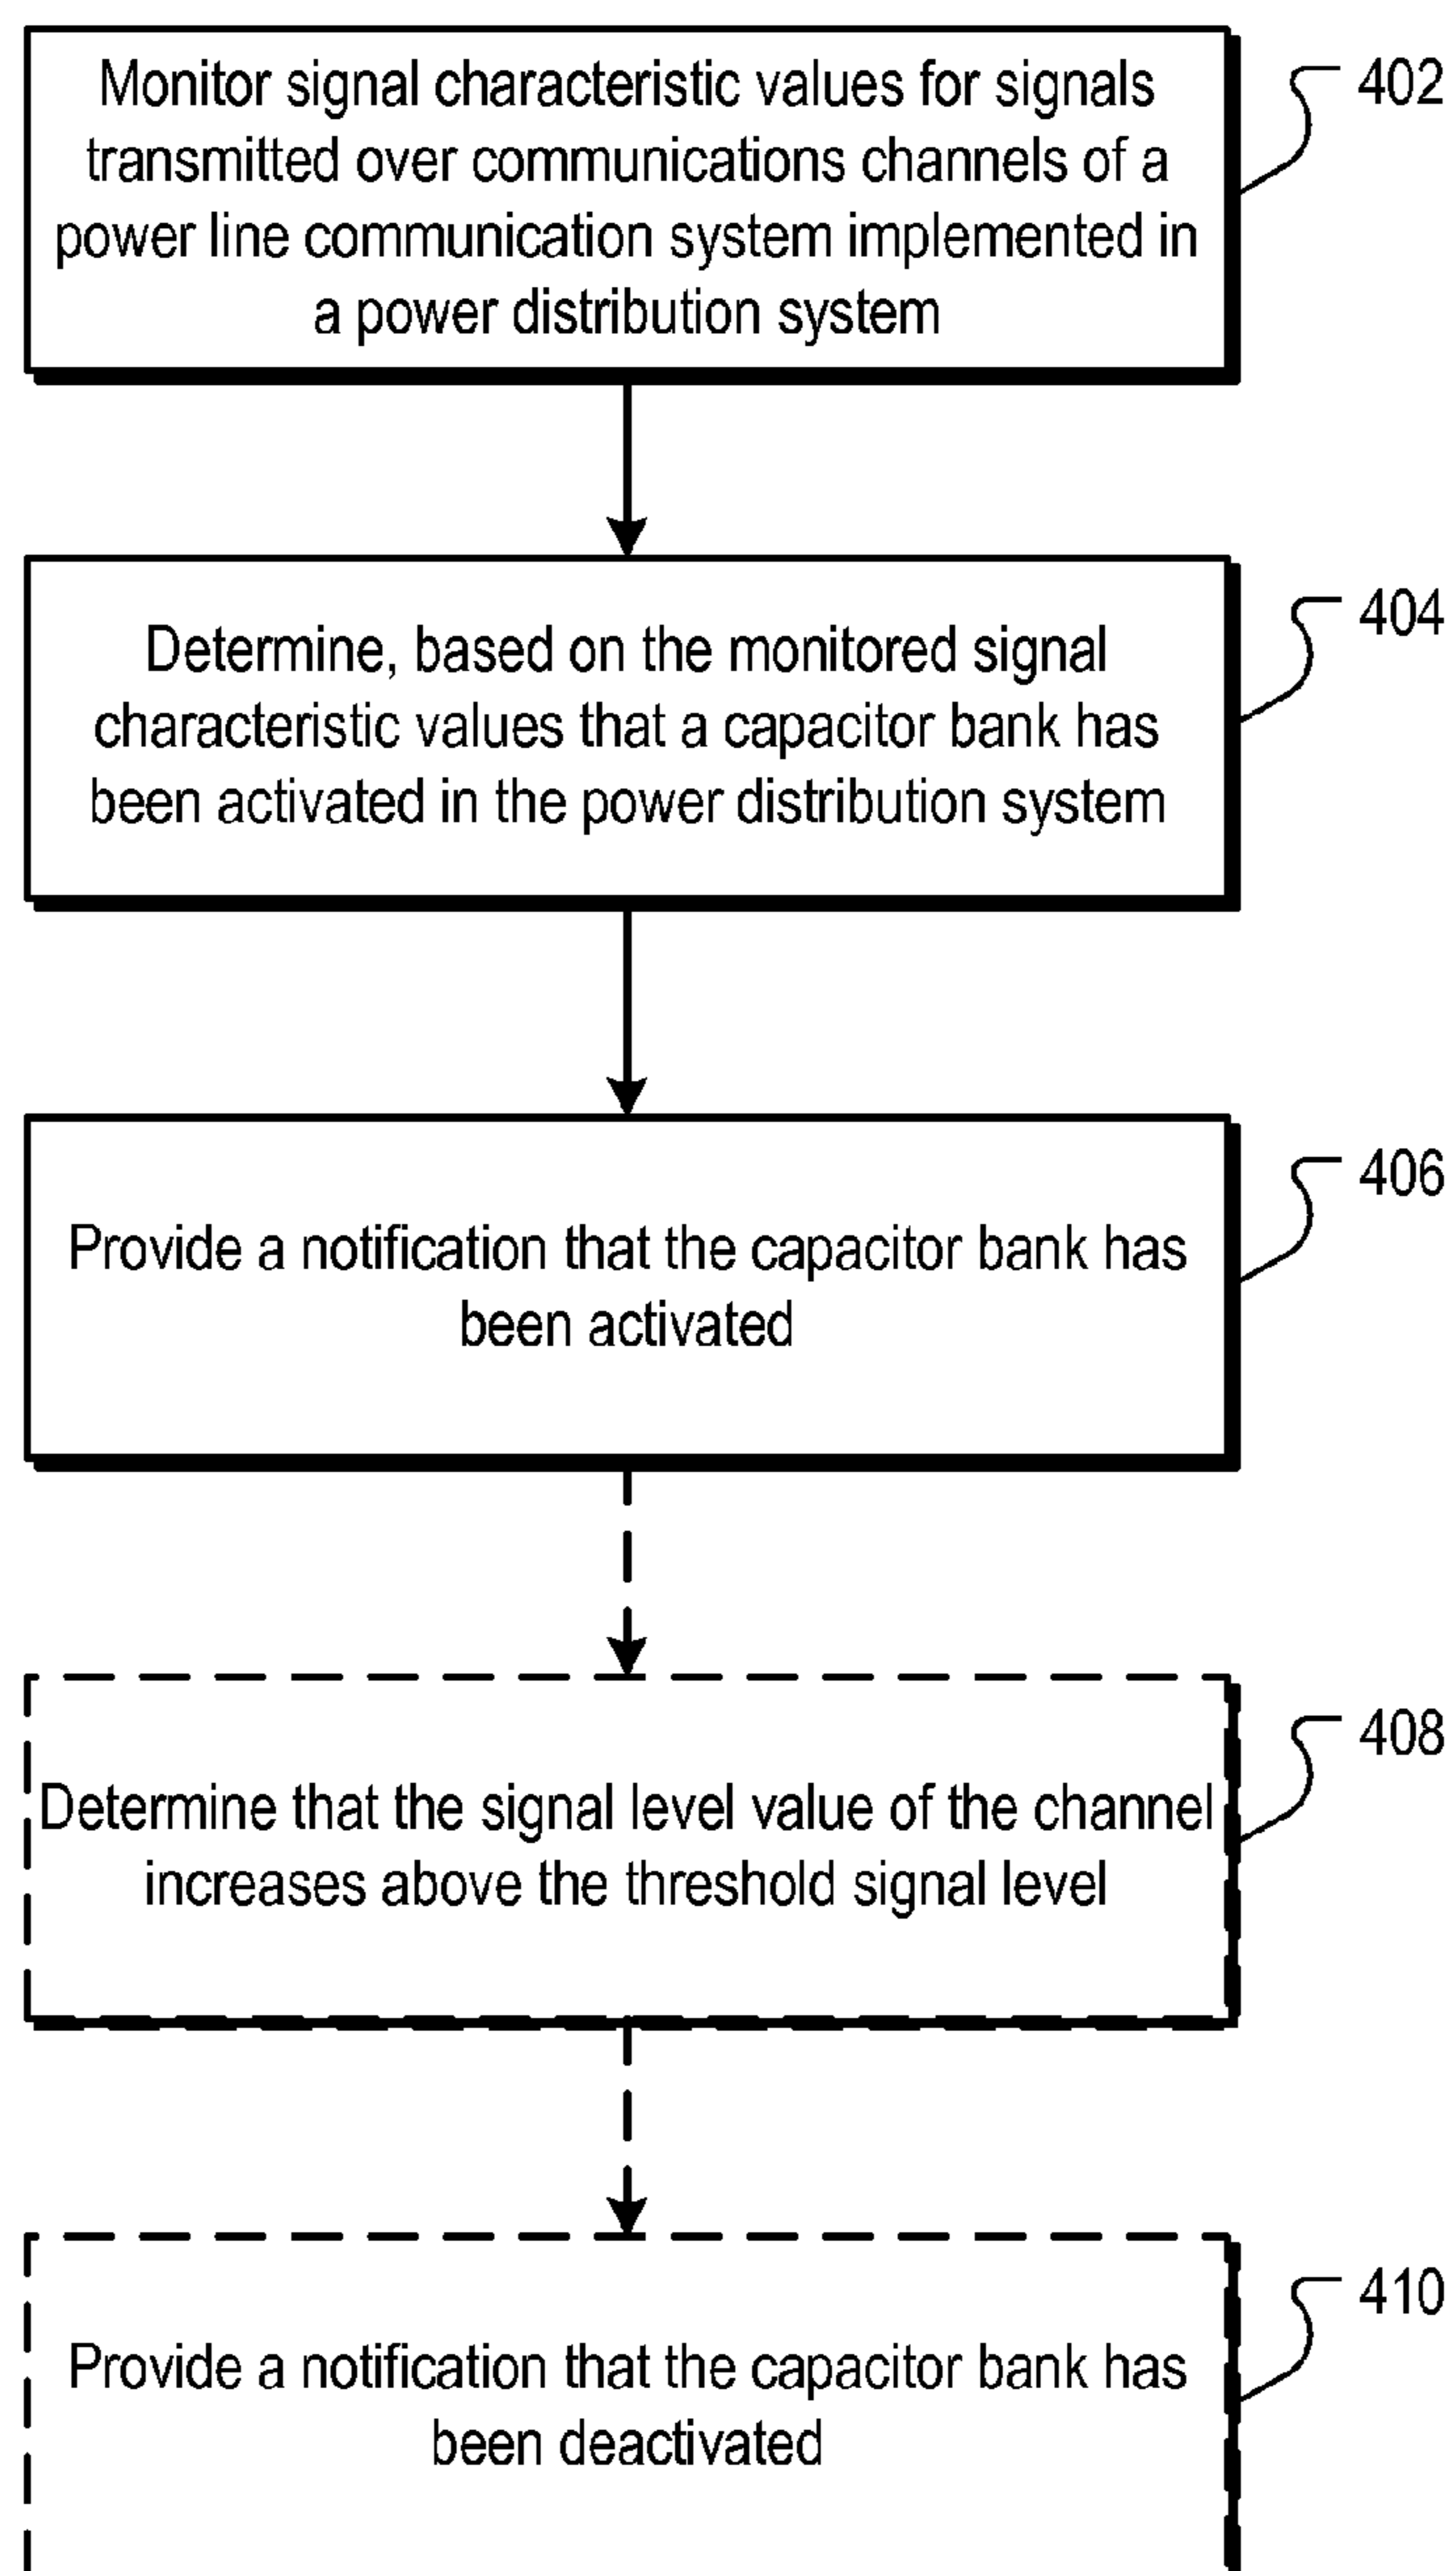 Monitor signal characteristic values for signals
transmitted over communications channels of a
power line communication system implemented in
a power distribution system
402
Determine, based on the monitored signal
characteristic values that a capacitor bank has
been activated in the power distribution system
404
Provide a notification that the capacitor bank has
been activated
406
Determine that the signal level value of the channel
increases above the threshold signal level
408
Provide a notification that the capacitor bank has
been deactivated
410